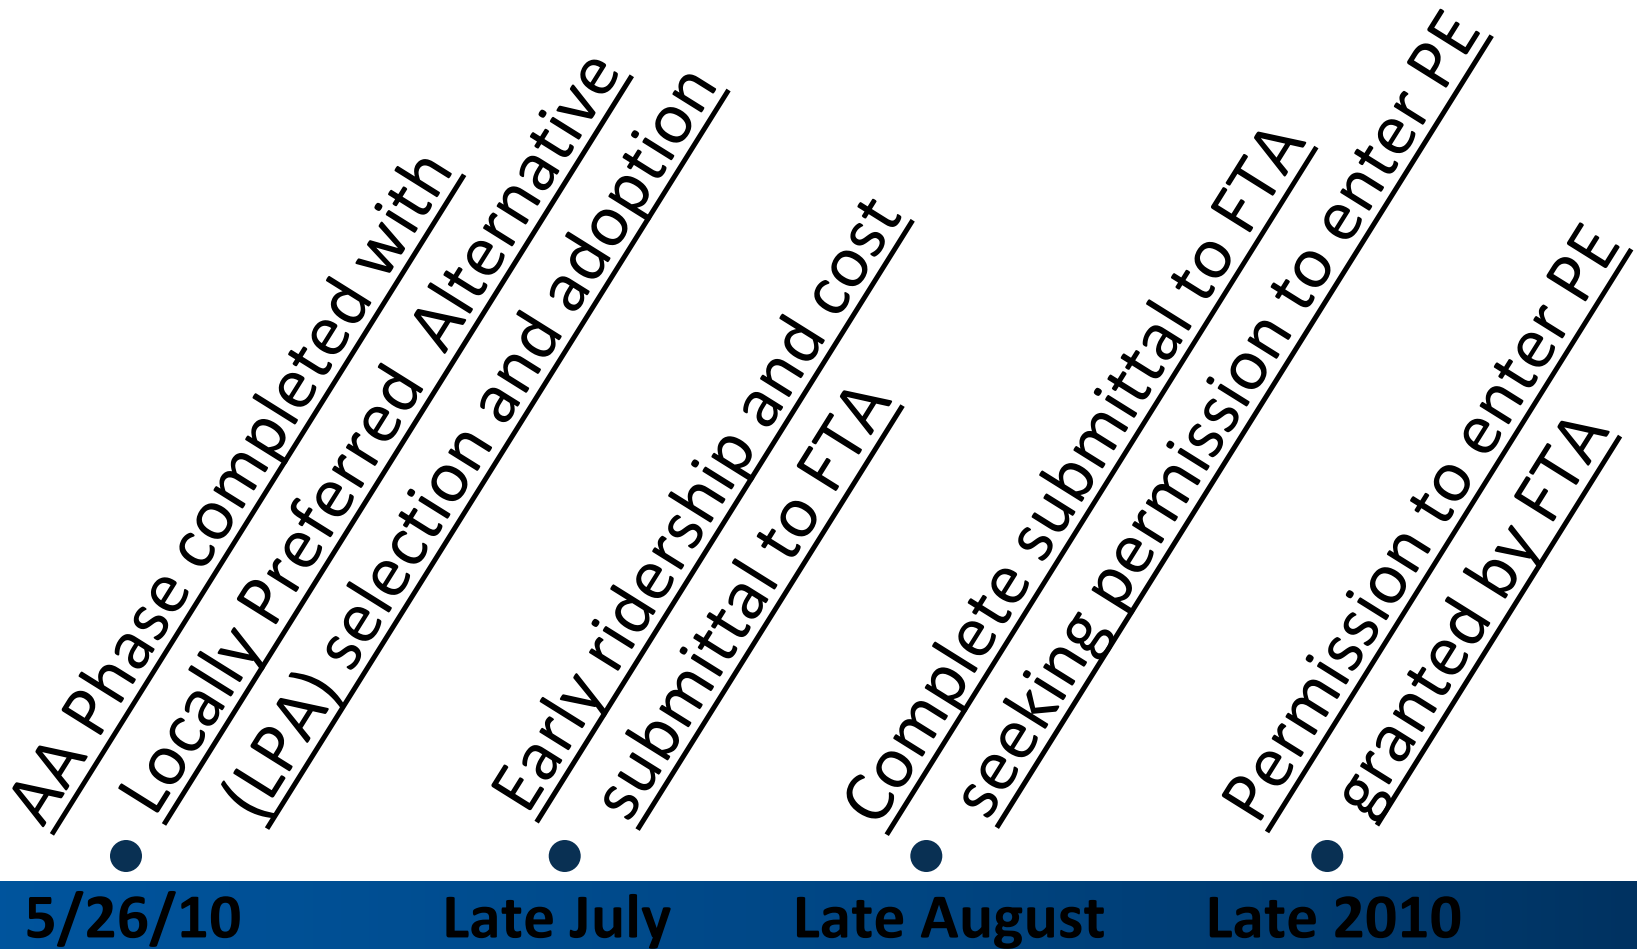 AA Phase completed with
Locally Preferred  Alternative
(LPA) selection and adoption
Early ridership and cost
submittal to FTA
Complete submittal to FTA
seeking permission to enter PE
Permission to enter PE
granted by FTA
5/26/10
Late July
Late August
Late 2010